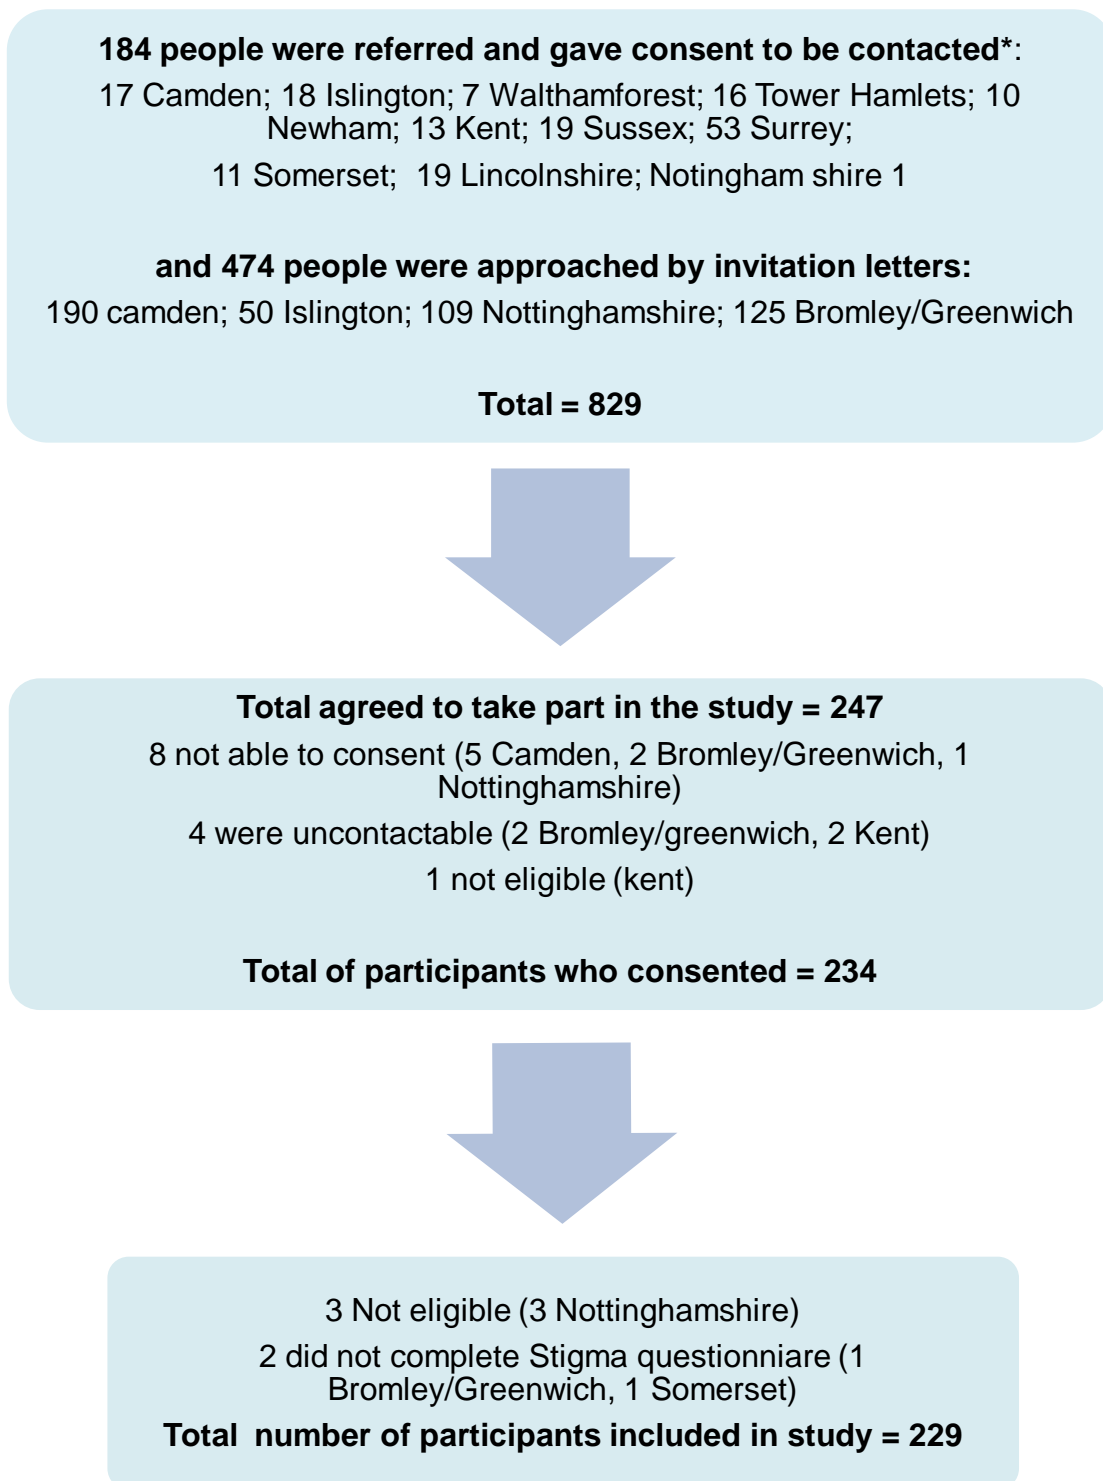 184 people were referred and gave consent to be contacted*:
17 Camden; 18 Islington; 7 Walthamforest; 16 Tower Hamlets; 10
Newham; 13 Kent; 19 Sussex; 53 Surrey;
11 Somerset; 19 Lincolnshire; Notingham shire 1
and 474 people were approached by invitation letters:
190 camden; 50 Islington; 109 Nottinghamshire; 125 Bromley/Greenwich
Total = 829
Total agreed to take part in the study = 247
8 not able to consent (5 Camden, 2 Bromley/Greenwich, 1
Nottinghamshire)
4 were uncontactable (2 Bromley/greenwich, 2 Kent)
1 not eligible (kent)
Total of participants who consented = 234
3 Not eligible (3 Nottinghamshire)
2 did not complete Stigma questionniare (1
Bromley/Greenwich, 1 Somerset)
Total number of participants included in study = 229